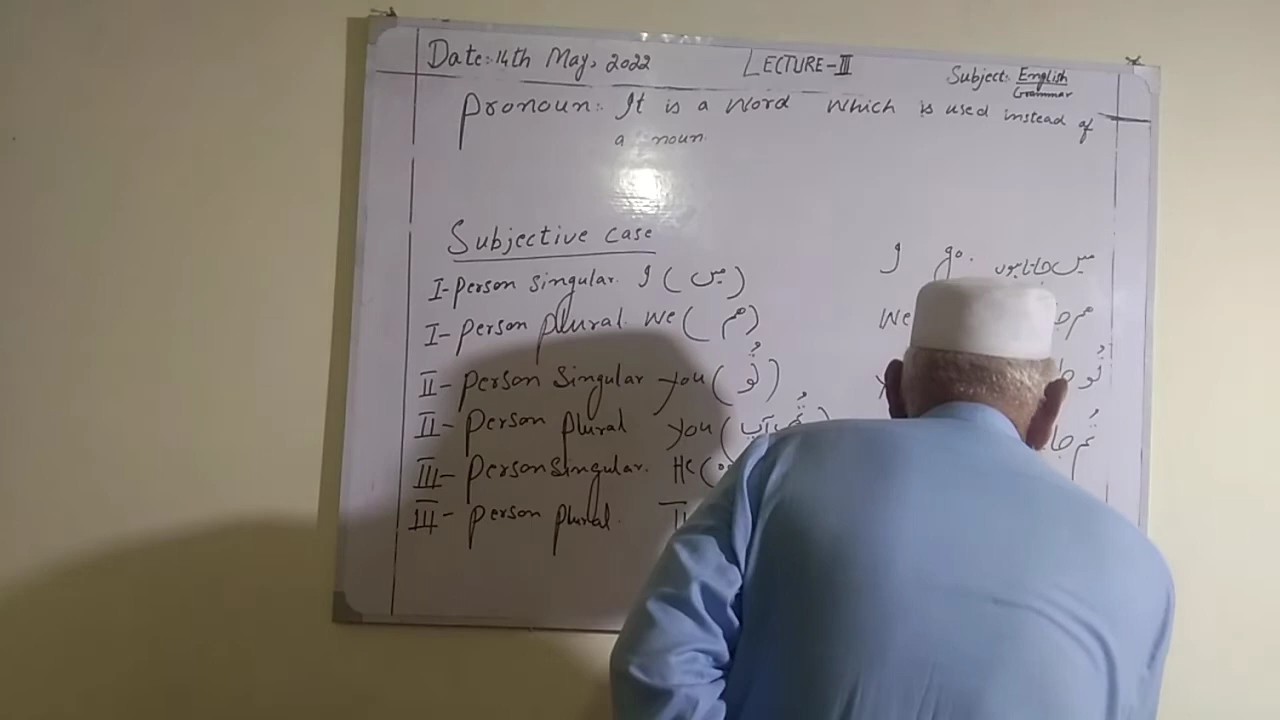 Date: 14th May, 2022 LECTURE-III Subject: English Grammar
Pronoun: It is a word which is used instead of
a noun.
Subjective case
I-person singular. I (میں) I go. میں جاتا ہوں
I-person plural. we (ہم) We ہم
II-person singular you (تُو) تُو
II-person plural you (تُم آپ) تُم
III-person singular. He
III-person plural.